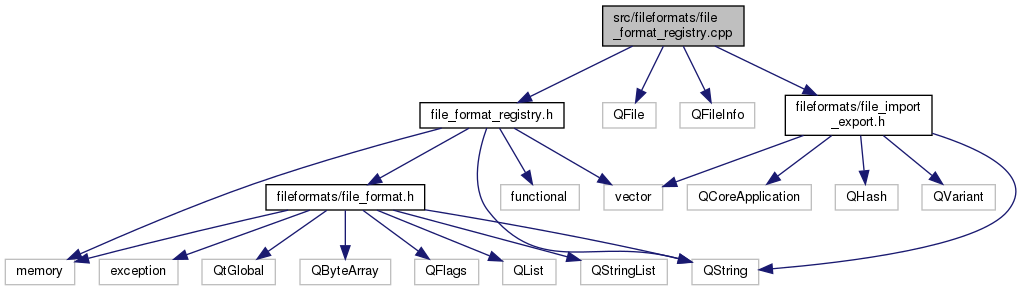 src/fileformats/file
_format_registry.cpp
file_format_registry.h
QFile
QFileInfo
fileformats/file_import
_export.h
fileformats/file_format.h
functional
vector
QCoreApplication
QHash
QVariant
memory
exception
QtGlobal
QByteArray
QFlags
QList
QStringList
QString